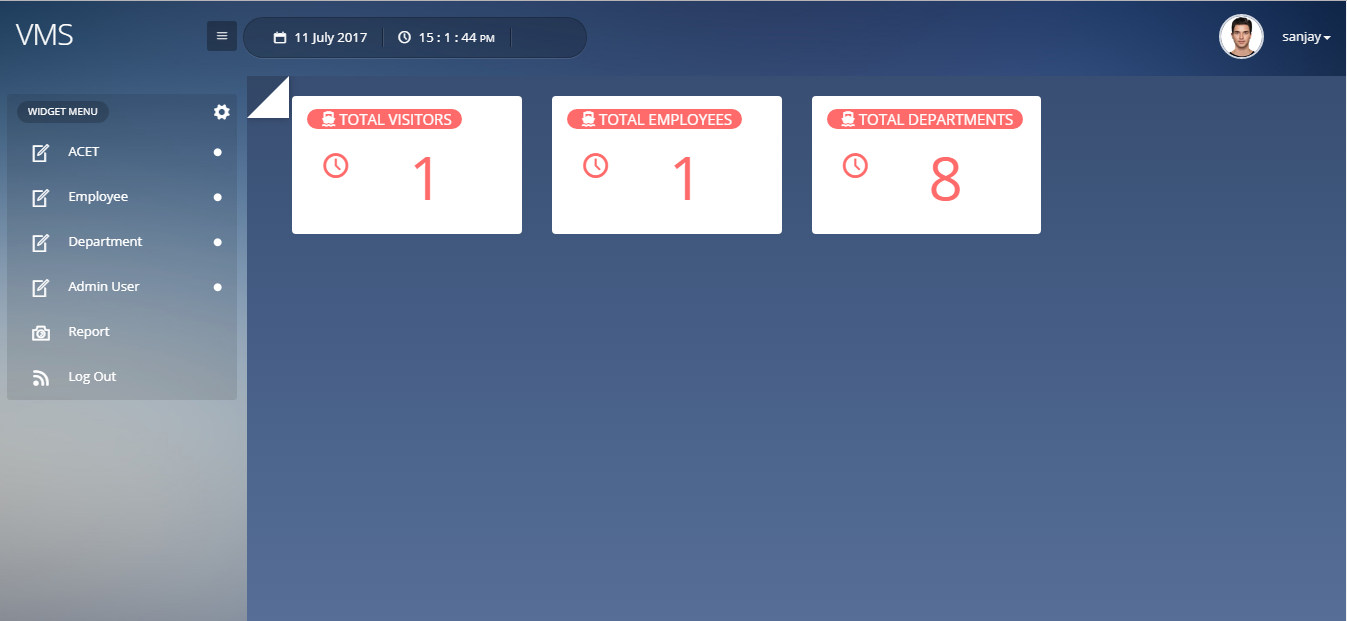 VMS
11 July 2017
15 : 1 : 44 PM
sanjay
WIDGET MENU
ACET
Employee
Department
Admin User
Report
Log Out
TOTAL VISITORS
1
TOTAL EMPLOYEES
1
TOTAL DEPARTMENTS
8